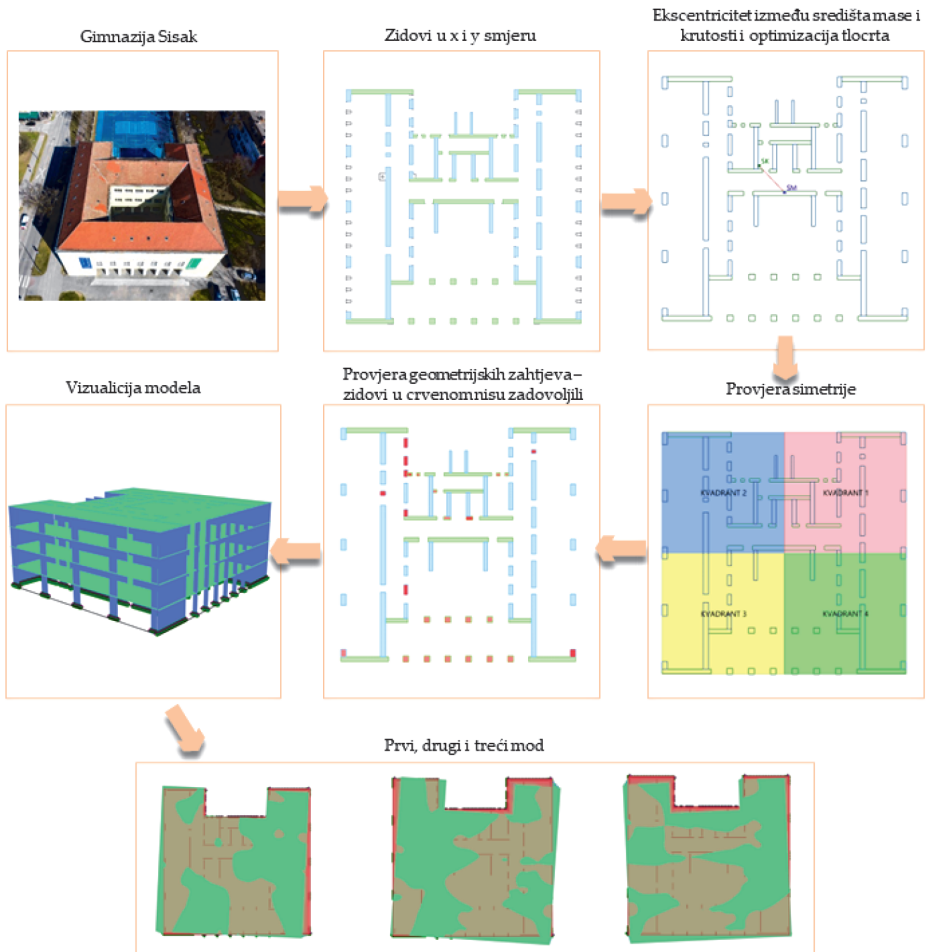 Gimnazija Sisak
Zidovi u x i y smjeru
Ekscentricitet između središta mase i
krutosti i optimizacija tlocrta
SK
SM
Vizualicija modela
Provjera geometrijskih zahtjeva –
zidovi u crvenomnisu zadovoljili
Provjera simetrije
KVADRANT 2
KVADRANT 1
KVADRANT 3
KVADRANT 4
Prvi, drugi i treći mod